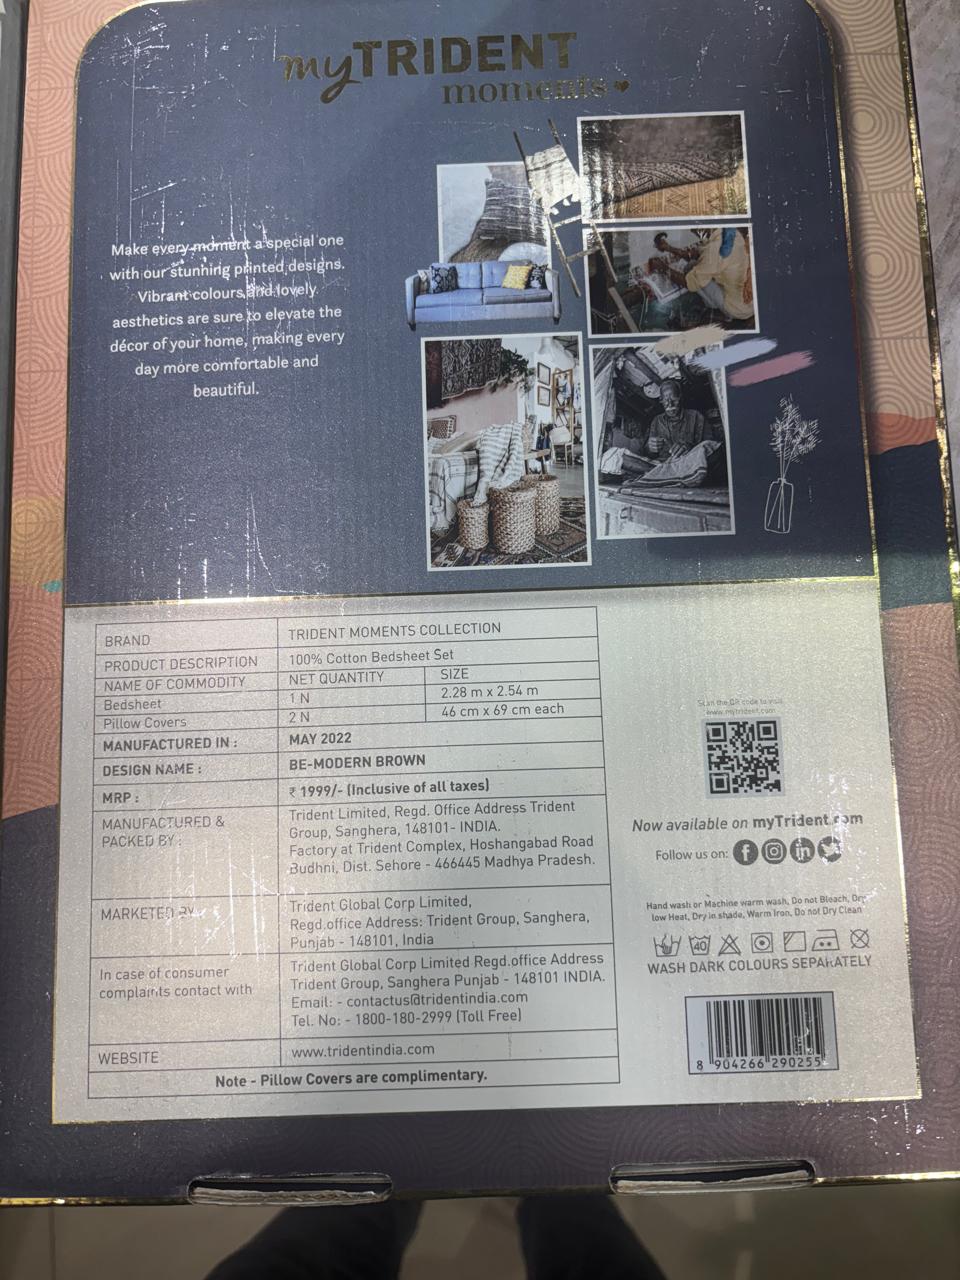 myTRIDENT
moments
Make every moment a special one
with our stunning printed designs.
Vibrant colours and lovely
aesthetics are sure to elevate the
décor of your home, making every
day more comfortable and
beautiful.
BRAND TRIDENT MOMENTS COLLECTION
PRODUCT DESCRIPTION 100% Cotton Bedsheet Set
NAME OF COMMODITY NET QUANTITY SIZE
Bedsheet 1 N 2.28 m x 2.54 m
Pillow Covers 2 N 46 cm x 69 cm each
MANUFACTURED IN : MAY 2022
DESIGN NAME : BE-MODERN BROWN
MRP : ₹ 1999/- (Inclusive of all taxes)
MANUFACTURED &
PACKED BY :
Trident Limited, Regd. Office Address Trident
Group, Sanghera, 148101- INDIA.
Factory at Trident Complex, Hoshangabad Road
Budhni, Dist. Sehore - 466445 Madhya Pradesh.
MARKETED BY
Trident Global Corp Limited,
Regd.office Address: Trident Group, Sanghera,
Punjab - 148101, India
In case of consumer
complaints contact with
Trident Global Corp Limited Regd.office Address
Trident Group, Sanghera Punjab - 148101 INDIA.
Email: - contactus@tridentindia.com
Tel. No: - 1800-180-2999 (Toll Free)
WEBSITE www.tridentindia.com
Note - Pillow Covers are complimentary.
Scan the QR code to visit
www.mytrident.com
Now available on myTrident.com
Follow us on:
Hand wash or Machine warm wash, Do not Bleach, Dry
low Heat, Dry in shade, Warm Iron, Do not Dry Clean
40
WASH DARK COLOURS SEPARATELY
8 904266 290255